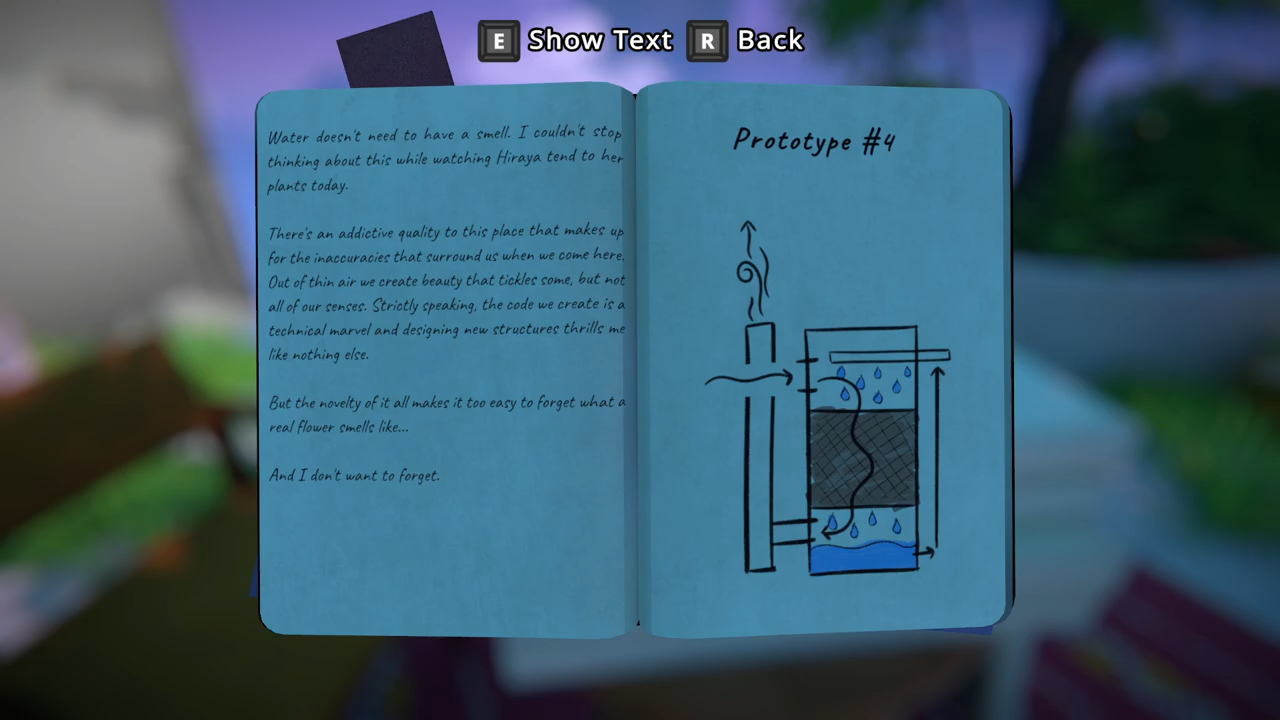 E Show Text R Back
Water doesn't need to have a smell. I couldn't stop
thinking about this while watching Hiraya tend to her
plants today.
There's an addictive quality to this place that makes up
for the inaccuracies that surround us when we come here.
Out of thin air we create beauty that tickles some, but not
all of our senses. Strictly speaking, the code we create is a
technical marvel and designing new structures thrills me
like nothing else.
But the novelty of it all makes it too easy to forget what a
real flower smells like...
And I don't want to forget.
Prototype #4